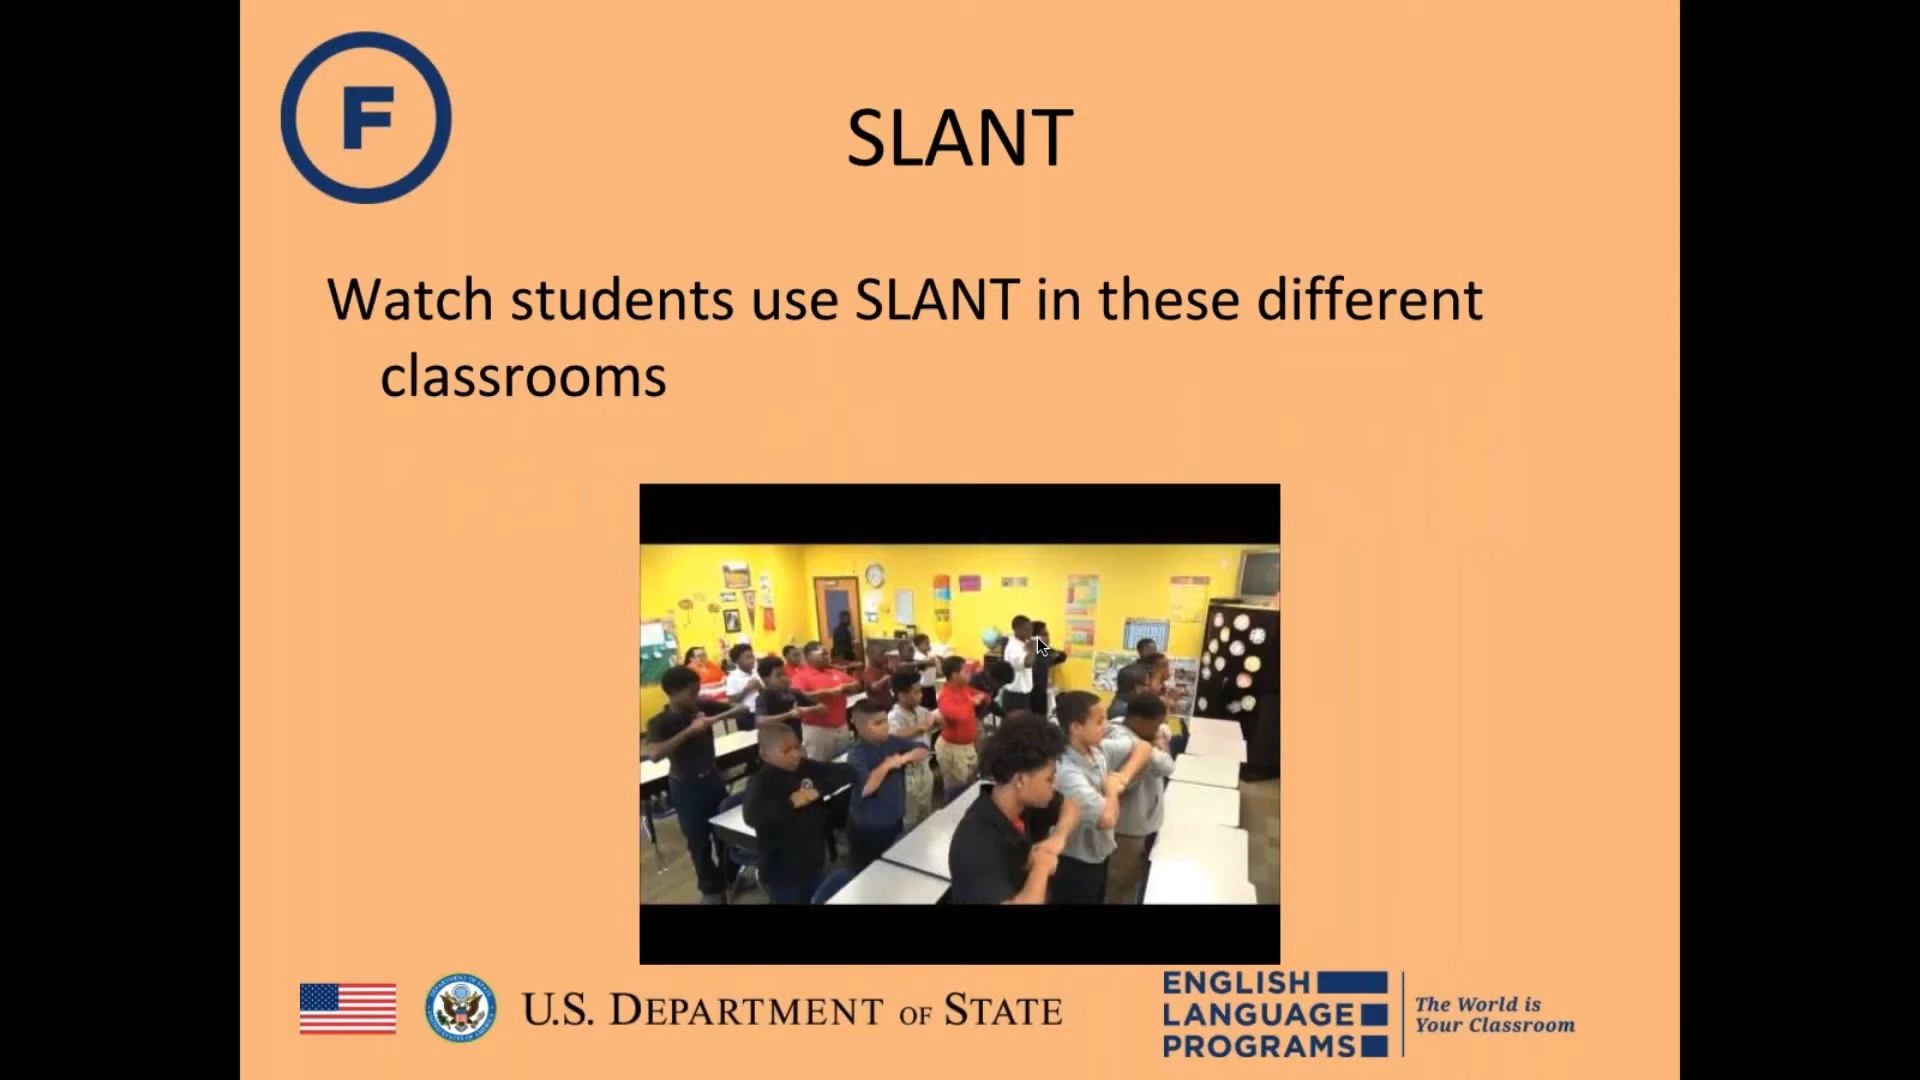 F
SLANT
Watch students use SLANT in these different
classrooms
U.S. DEPARTMENT OF STATE
ENGLISH
LANGUAGE
PROGRAMS
The World is
Your Classroom